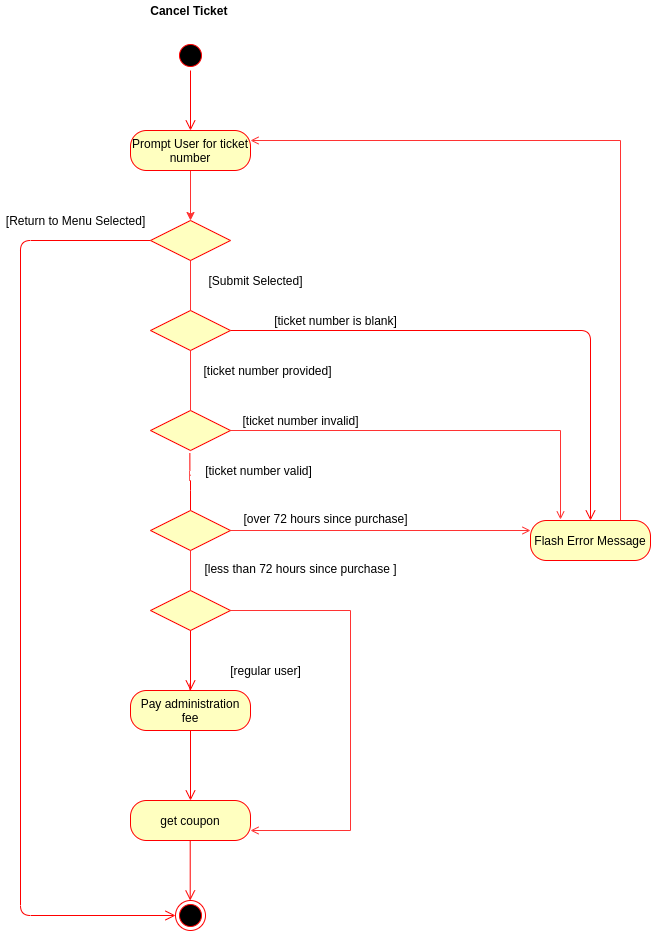 Cancel Ticket
Prompt User for ticket
number
[Return to Menu Selected]
[Submit Selected]
[ticket number is blank]
[ticket number provided]
[ticket number invalid]
[ticket number valid]
[over 72 hours since purchase]
Flash Error Message
[less than 72 hours since purchase ]
[regular user]
Pay administration
fee
get coupon